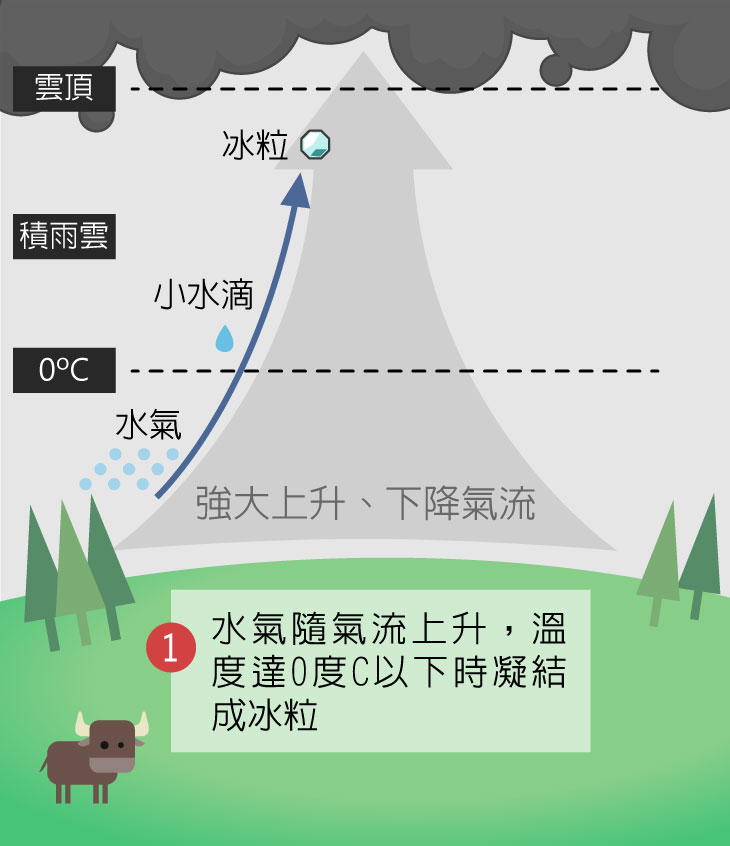 雲頂
冰粒
積雨雲
小水滴
0ºC
水氣
強大上升、下降氣流
1
水氣隨氣流上升，溫
度達0度C以下時凝結
成冰粒